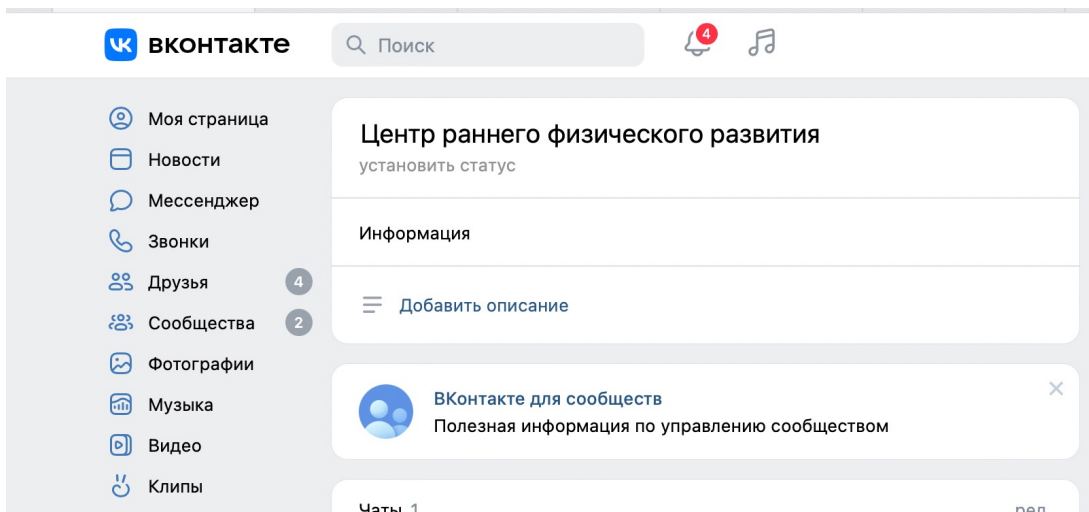 вконтакте
Поиск
4
Моя страница
Новости
Мессенджер
Звонки
Друзья 4
Сообщества 2
Фотографии
Музыка
Видео
Клипы
Центр раннего физического развития
установить статус
Информация
Добавить описание
ВКонтакте для сообществ
Полезная информация по управлению сообществом
Чаты 1
ред.